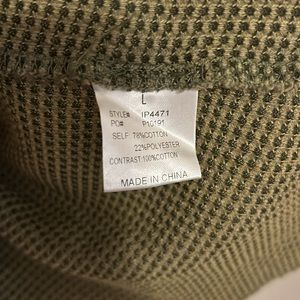 L
STYLE# IP4471
PO# P10191
SELF: 78%COTTON
22%POLYESTER
CONTRAST:100%COTTON
MADE IN CHINA